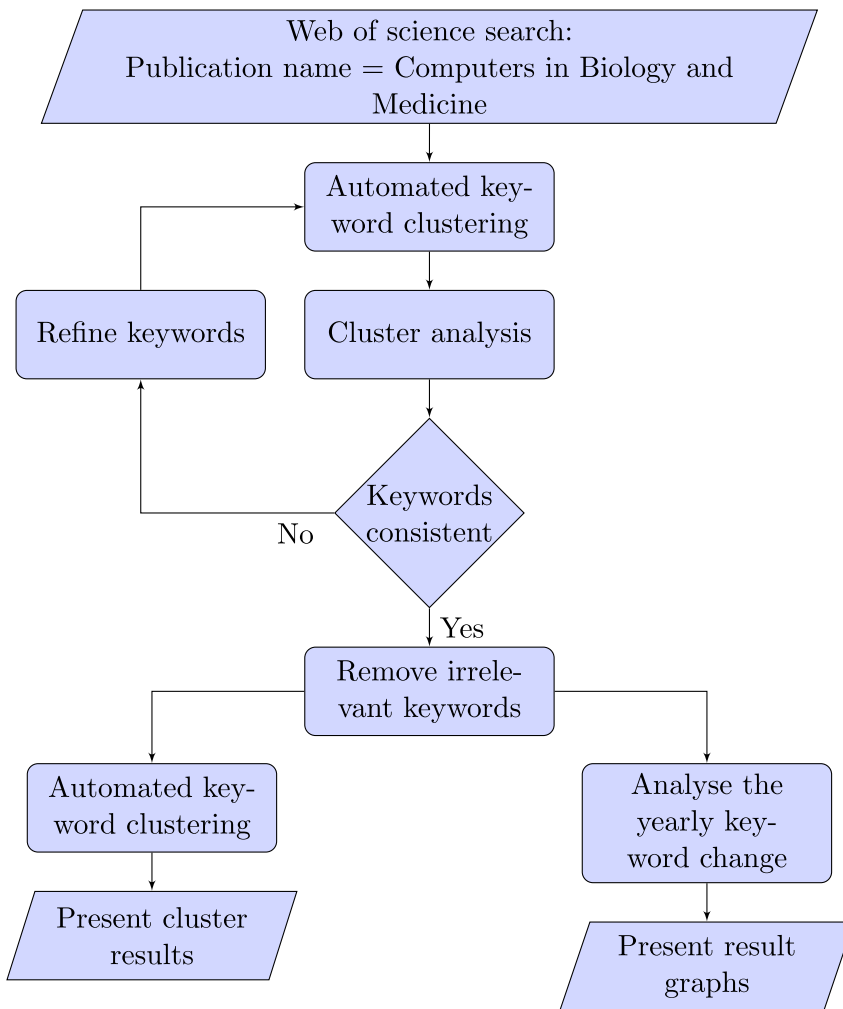 Web of science search:
Publication name = Computers in Biology and
Medicine
Automated key-
word clustering
Refine keywords
Cluster analysis
Keywords
consistent
No
Yes
Remove irrele-
vant keywords
Automated key-
word clustering
Analyse the
yearly key-
word change
Present cluster
results
Present result
graphs